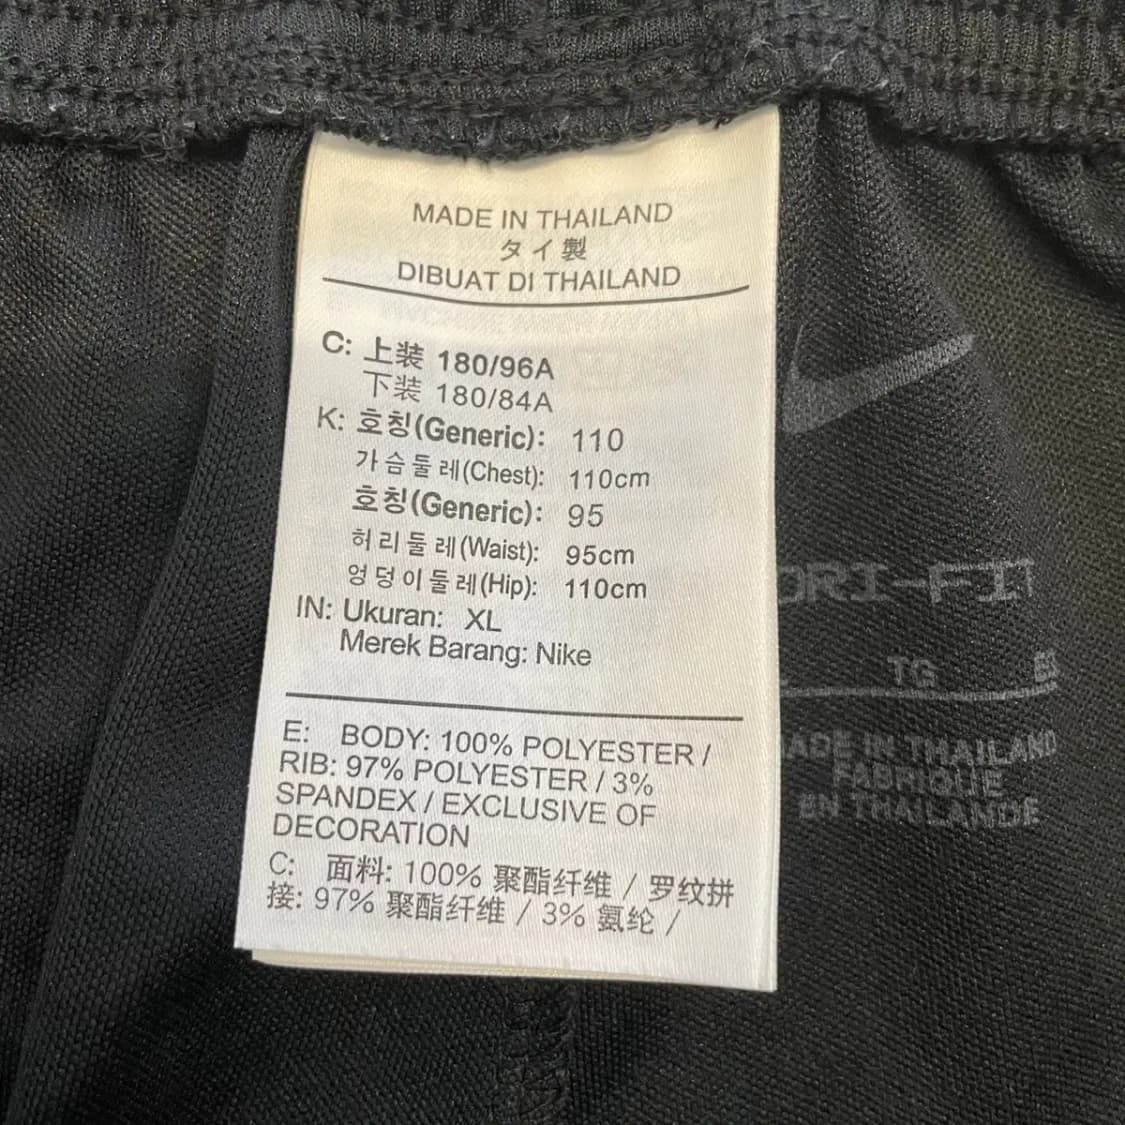 MADE IN THAILAND
タイ製
DIBUAT DI THAILAND
C: 上装 180/96A
下装 180/84A
K: 호칭(Generic): 110
가슴둘레(Chest): 110cm
호칭(Generic): 95
허리둘레(Waist): 95cm
엉덩이둘레(Hip): 110cm
IN: Ukuran: XL
Merek Barang: Nike
E: BODY: 100% POLYESTER /
RIB: 97% POLYESTER / 3%
SPANDEX / EXCLUSIVE OF
DECORATION
C: 面料: 100% 聚酯纤维 / 罗纹拼
接: 97% 聚酯纤维 / 3% 氨纶 /
DRI-FIT
TG
MADE IN THAILAND
FABRIQUE
EN THAILANDE